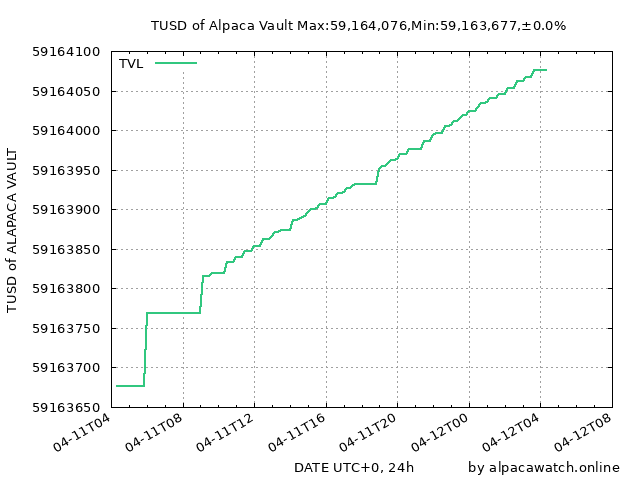 TUSD of Alpaca Vault Max:59,164,076,Min:59,163,677,±0.0%
TVL
59164100
59164050
59164000
59163950
59163900
59163850
59163800
59163750
59163700
59163650
TUSD of ALAPACA VAULT
04-11T04
04-11T08
04-11T12
04-11T16
04-11T20
04-12T00
04-12T04
04-12T08
DATE UTC+0, 24h
by alpacawatch.online